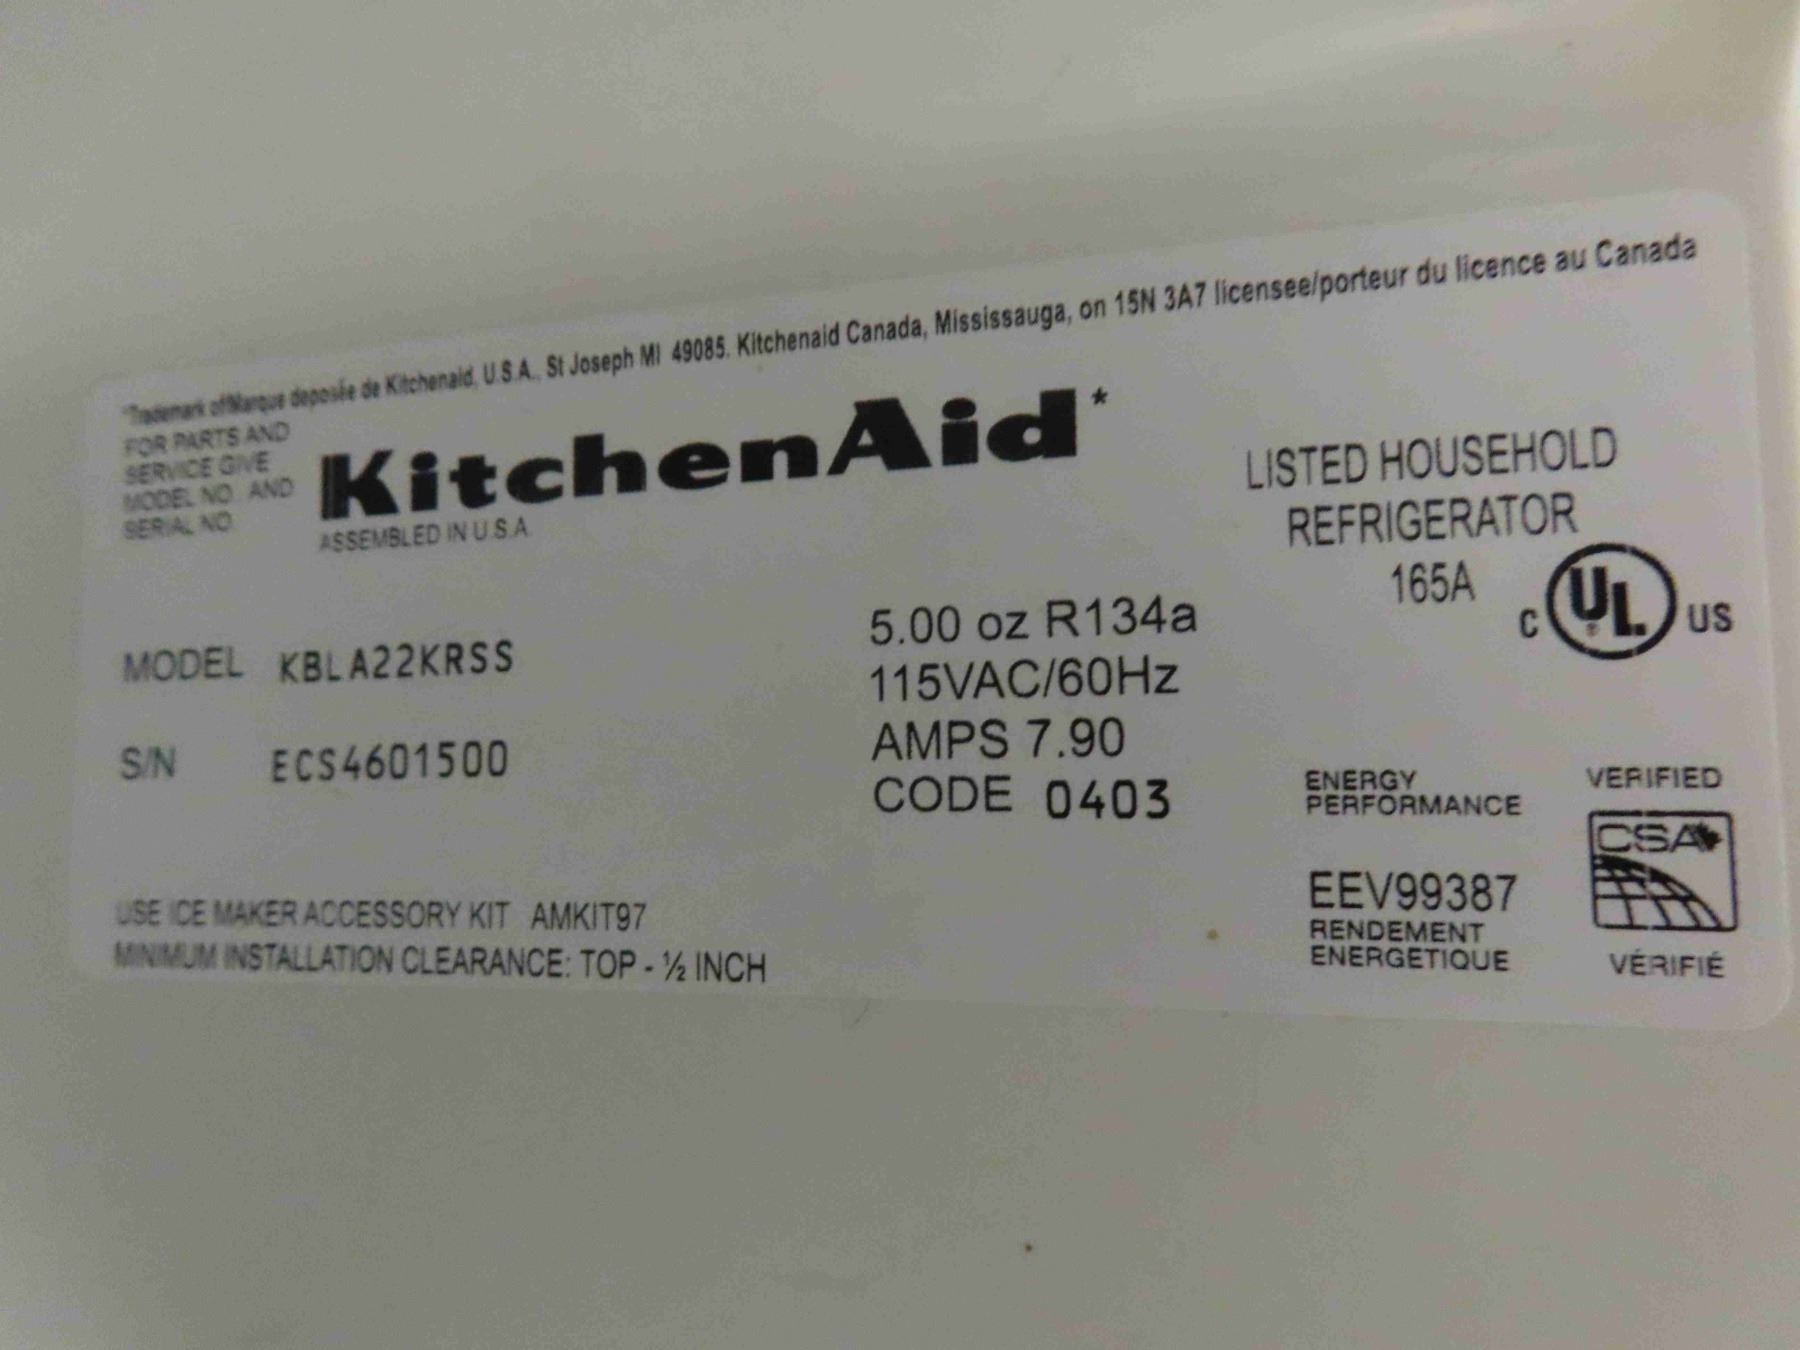 *Trademark of/Marque deposée de Kitchenaid, U.S.A., St Joseph MI 49085. Kitchenaid Canada, Mississauga, on 15N 3A7 licensee/porteur du licence au Canada
FOR PARTS AND
SERVICE GIVE
MODEL NO. AND
SERIAL NO.
KitchenAid*
ASSEMBLED IN U.S.A.
LISTED HOUSEHOLD
REFRIGERATOR
165A
C UL ® US
MODEL KBLA22KRSS
S/N ECS4601500
5.00 oz R134a
115VAC/60Hz
AMPS 7.90
CODE 0403
ENERGY
PERFORMANCE
EEV99387
RENDEMENT
ENERGETIQUE
VERIFIED
CSA
VÉRIFIÉ
USE ICE MAKER ACCESSORY KIT AMKIT97
MINIMUM INSTALLATION CLEARANCE: TOP - ½ INCH